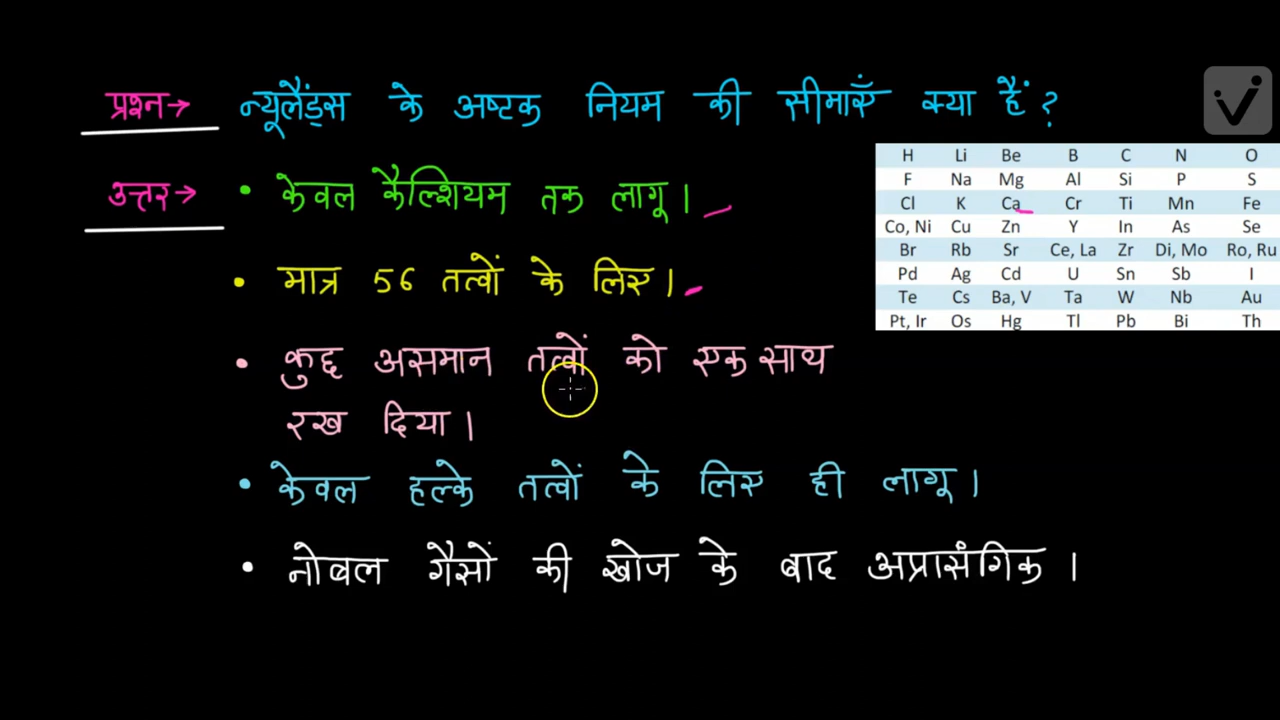 प्रश्न→ न्यूलैंड्स के अष्टक नियम की सीमाएँ क्या हैं ?
उत्तर→ • केवल कैल्शियम तक लागू ।
• मात्र 56 तत्वों के लिए ।
• कुछ असमान तत्वों को एक साथ
रख दिया ।
• केवल हल्के तत्वों के लिए ही लागू ।
• नोबल गैसों की खोज के बाद अप्रासंगिक ।
H Li Be B C N O
F Na Mg Al Si P S
Cl K Ca Cr Ti Mn Fe
Co, Ni Cu Zn Y In As Se
Br Rb Sr Ce, La Zr Di, Mo Ro, Ru
Pd Ag Cd U Sn Sb I
Te Cs Ba, V Ta W Nb Au
Pt, Ir Os Hg Tl Pb Bi Th